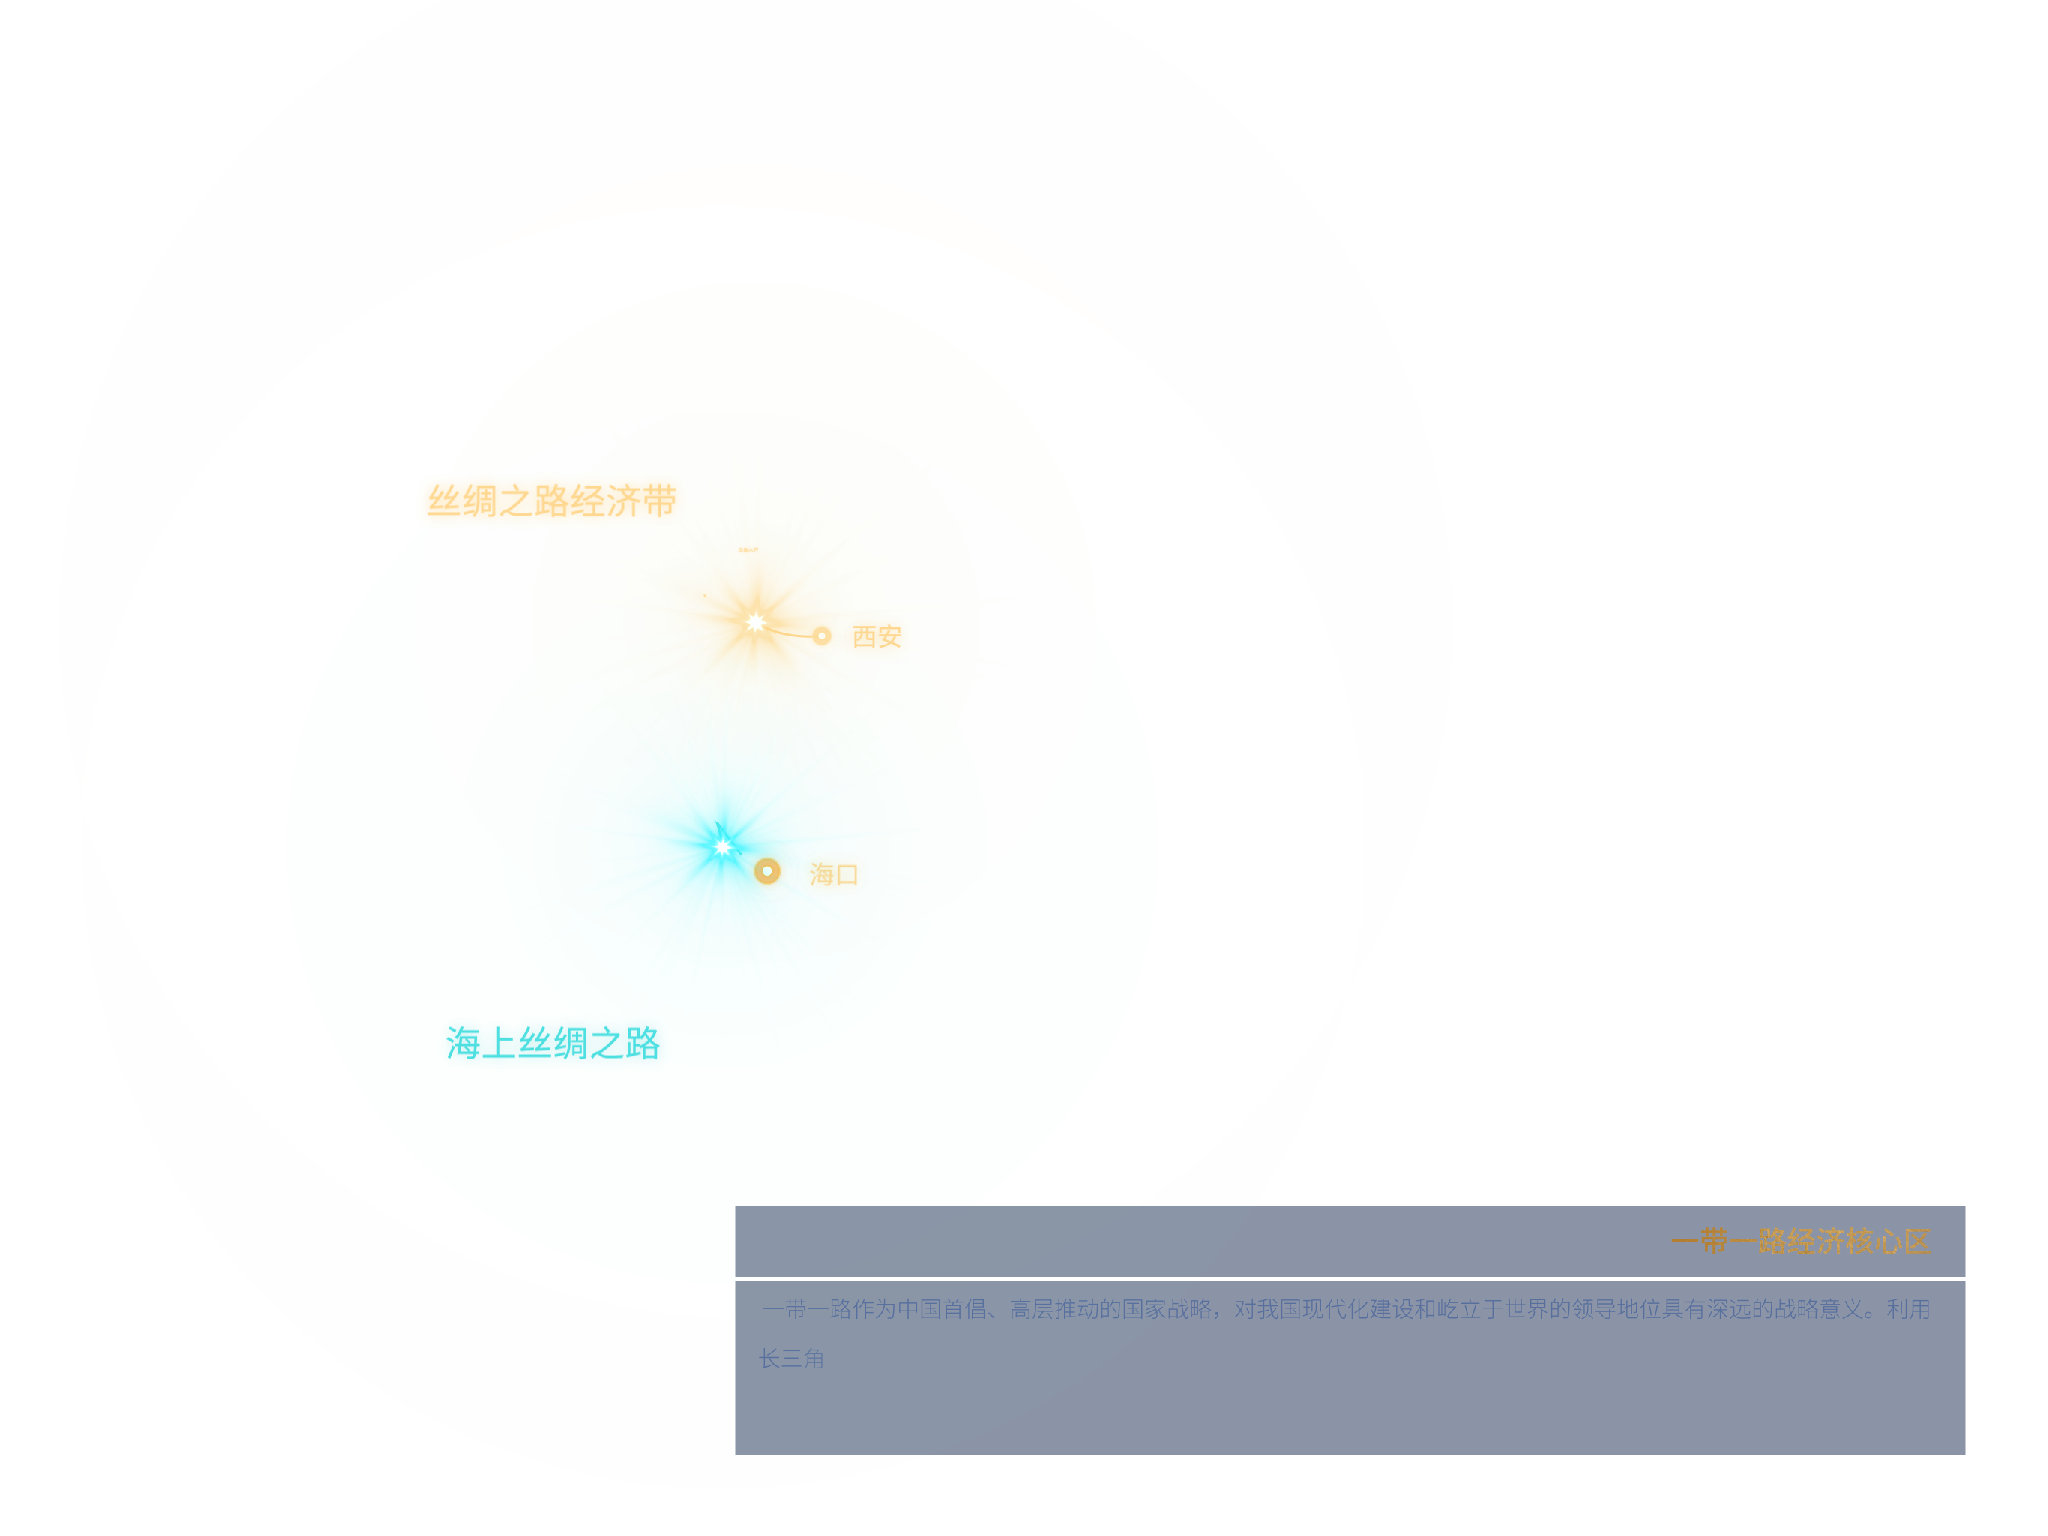 丝绸之路经济带
西安
海口
海上丝绸之路
一带一路经济核心区
一带一路作为中国首倡、高层推动的国家战略，对我国现代化建设和屹立于世界的领导地位具有深远的战略意义。利用
长三角